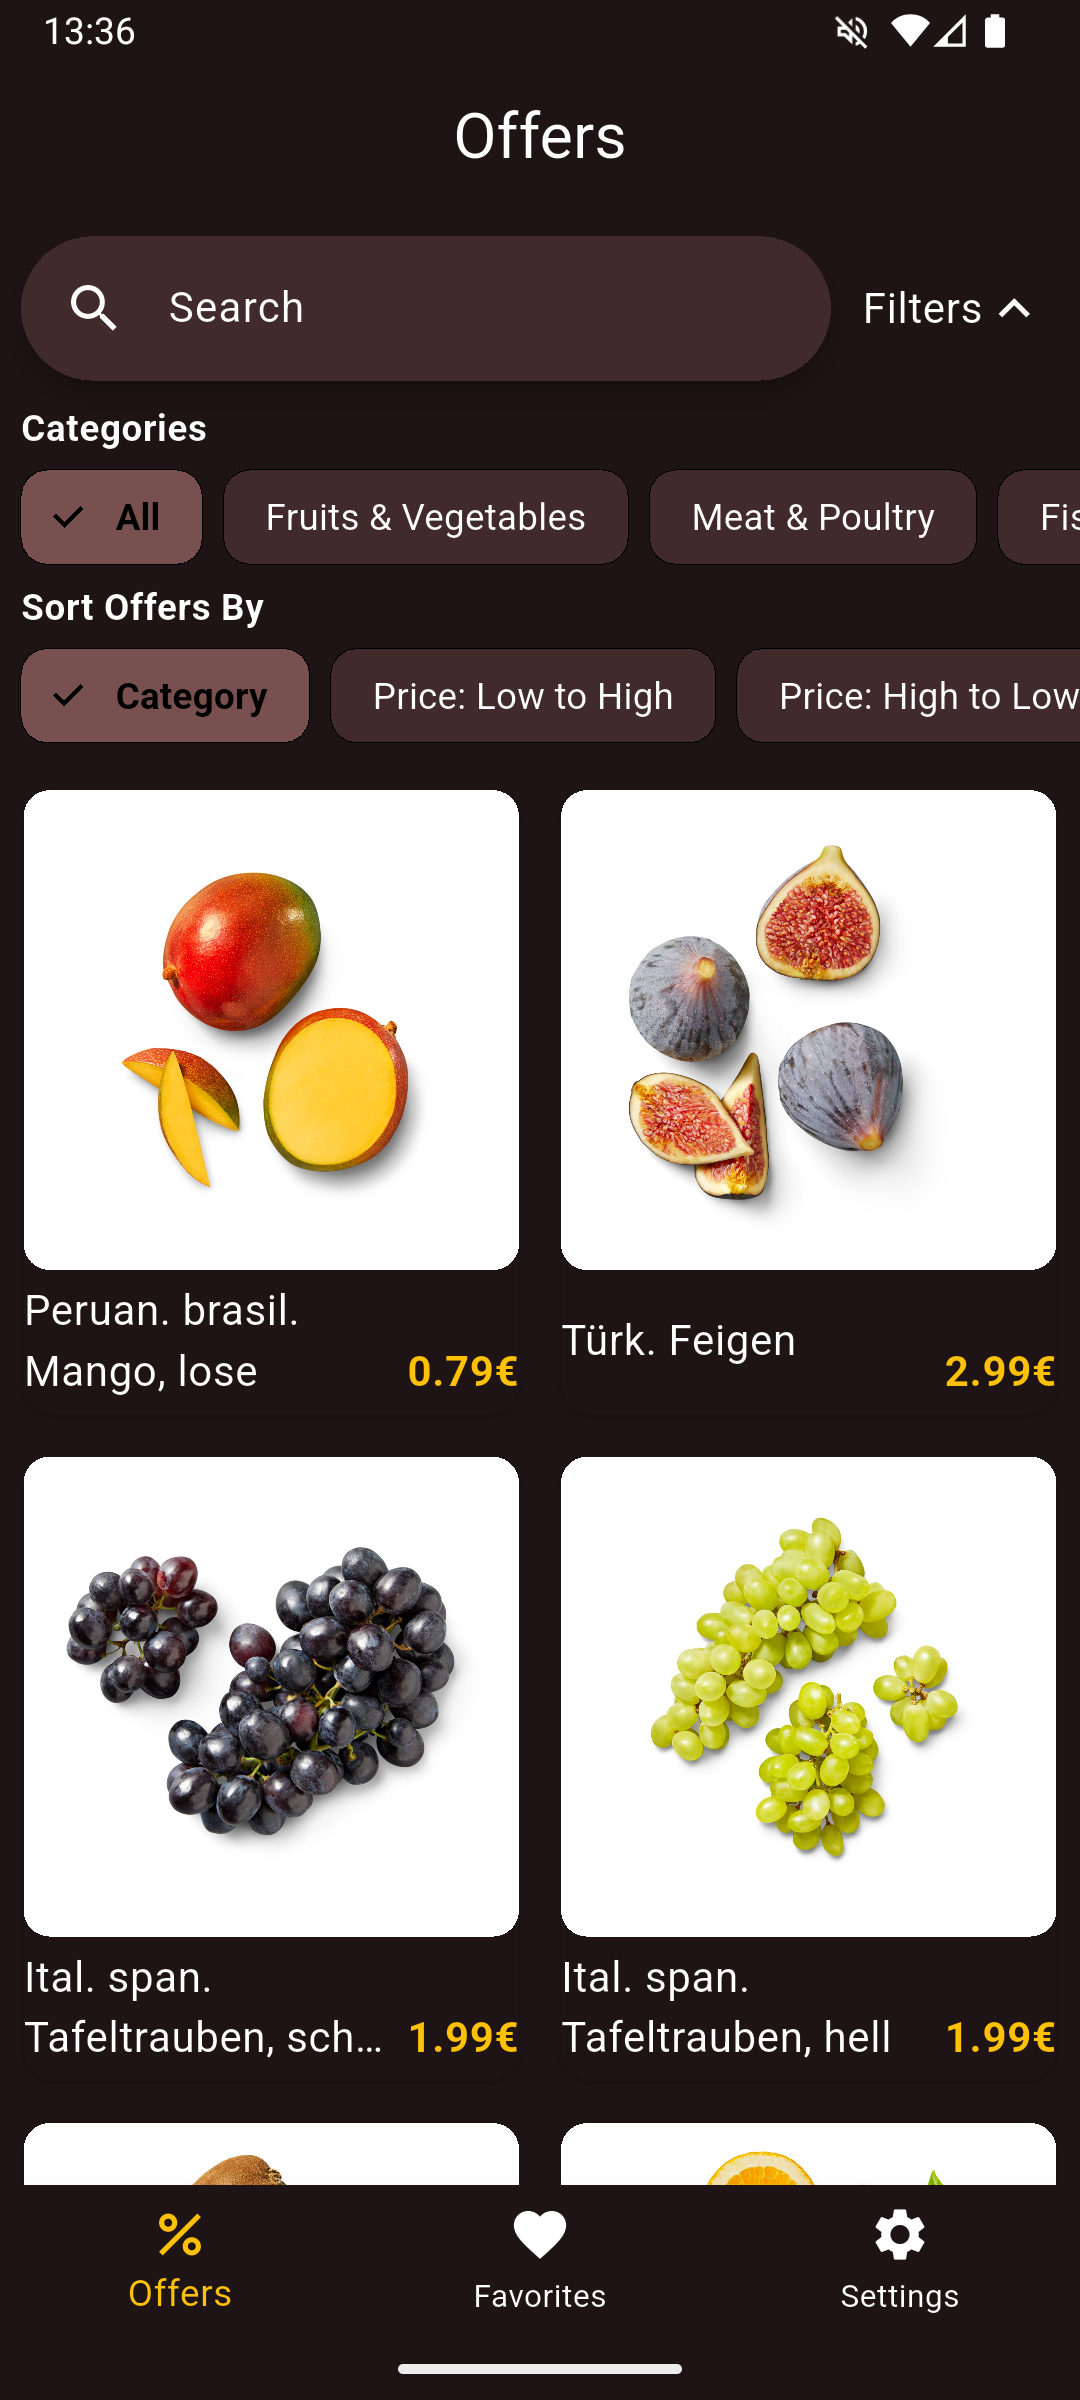 13:36
Offers
Search
Filters
Categories
All
Fruits & Vegetables
Meat & Poultry
Sort Offers By
Category
Price: Low to High
Price: High to Low
Peruan. brasil.
Mango, lose
0.79€
Türk. Feigen
2.99€
Ital. span.
Tafeltrauben, sch...
1.99€
Ital. span.
Tafeltrauben, hell
1.99€
Offers
Favorites
Settings